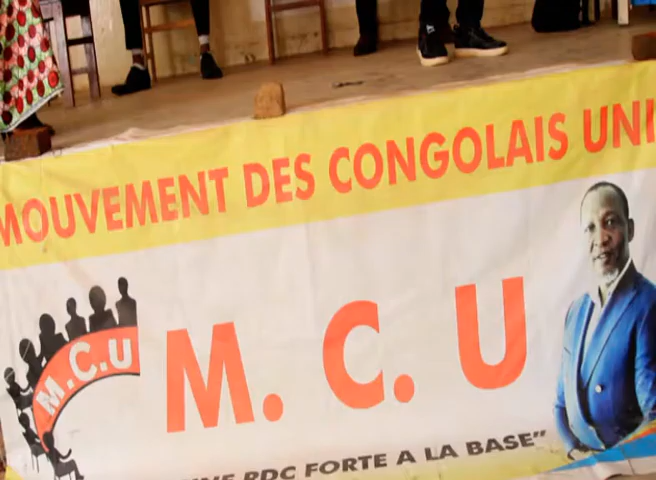 MOUVEMENT DES CONGOLAIS UNI
M.C.U
M. C. U
RDC FORTE A LA BASE"